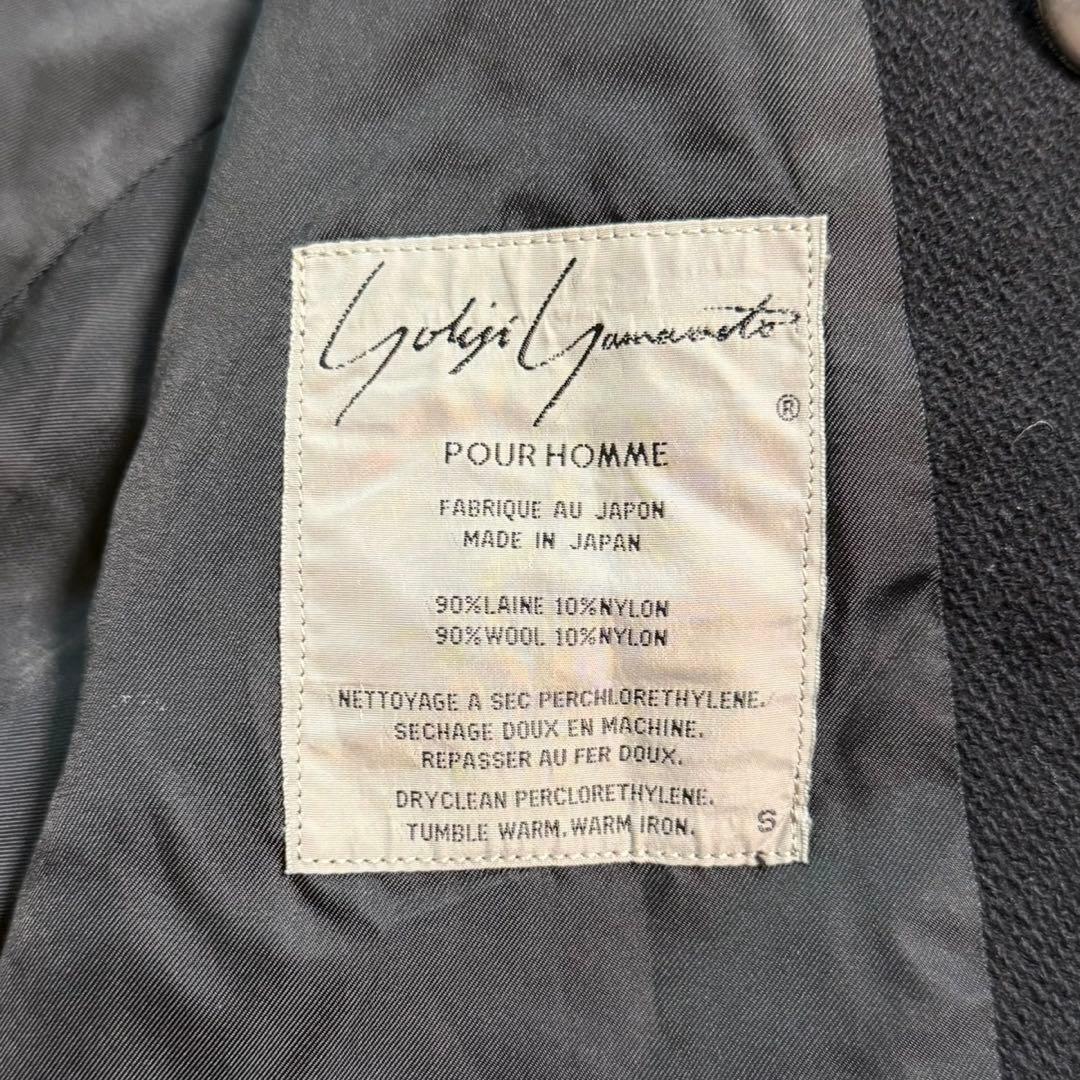 Yohji Yamamoto
®
POUR HOMME
FABRIQUE AU JAPON
MADE IN JAPAN
90%LAINE 10%NYLON
90%WOOL 10%NYLON
NETTOYAGE A SEC PERCHLORETHYLENE.
SECHAGE DOUX EN MACHINE.
REPASSER AU FER DOUX.
DRYCLEAN PERCLORETHYLENE.
TUMBLE WARM. WARM IRON.
S